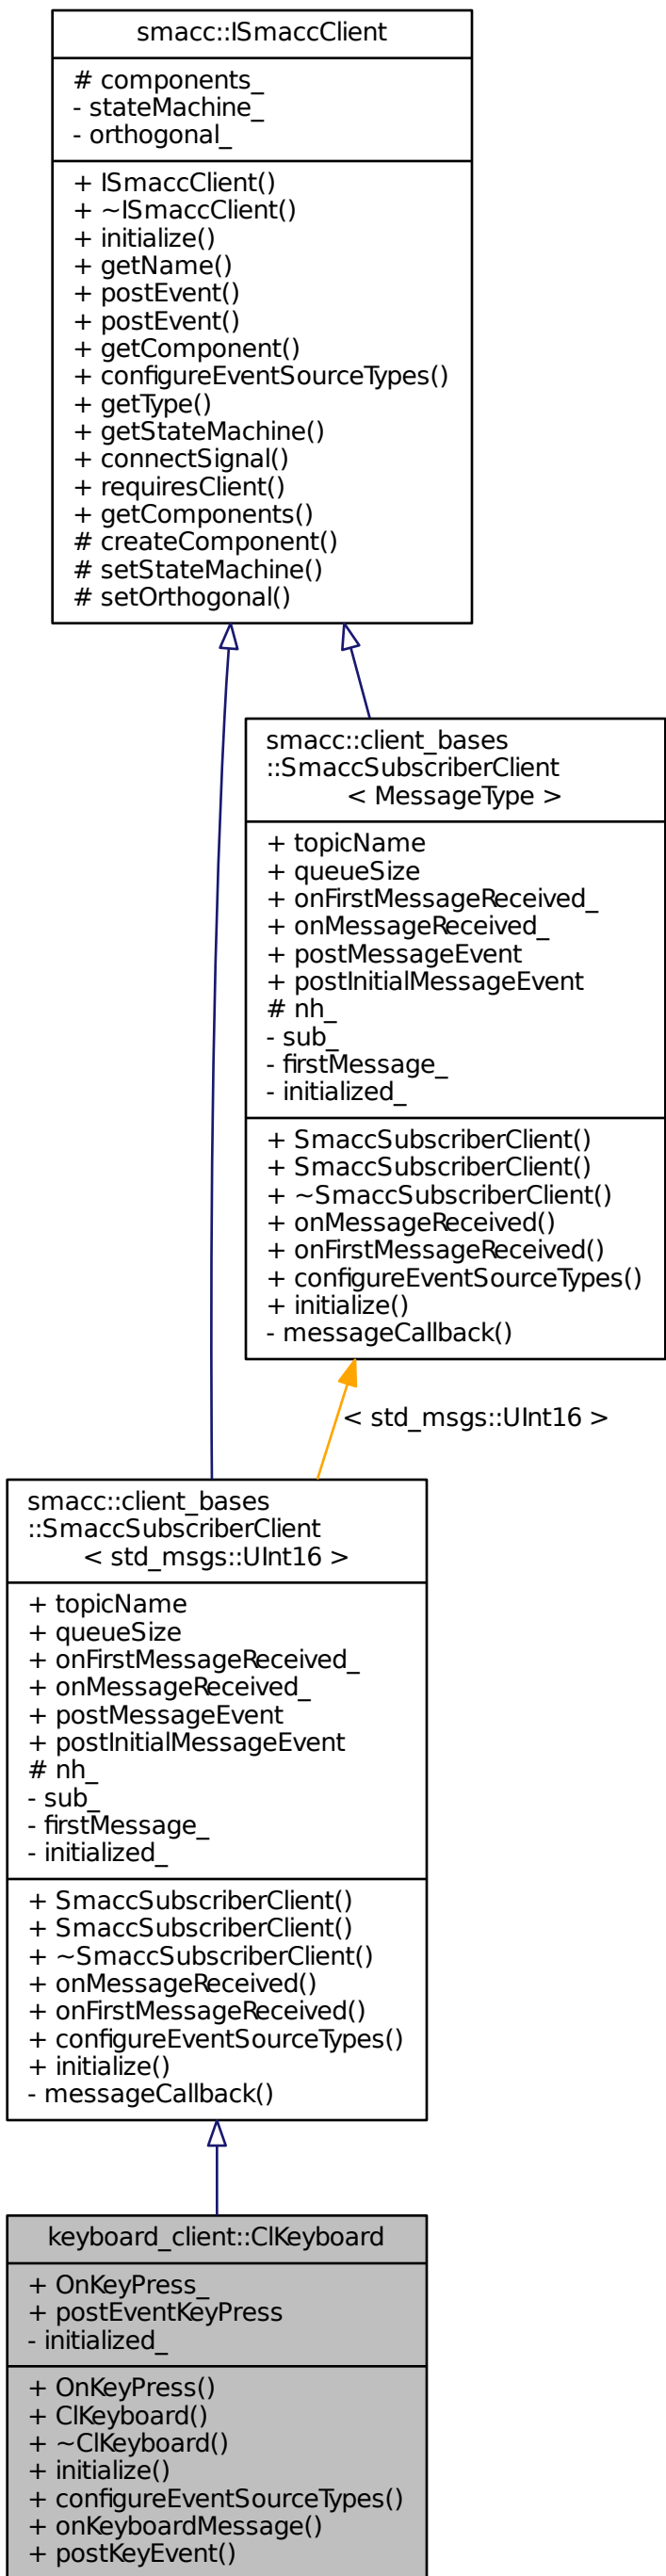 smacc::ISmaccClient
# components_
- stateMachine_
- orthogonal_
+ ISmaccClient()
+ ~ISmaccClient()
+ initialize()
+ getName()
+ postEvent()
+ postEvent()
+ getComponent()
+ configureEventSourceTypes()
+ getType()
+ getStateMachine()
+ connectSignal()
+ requiresClient()
+ getComponents()
# createComponent()
# setStateMachine()
# setOrthogonal()
smacc::client_bases
::SmaccSubscriberClient
< MessageType >
+ topicName
+ queueSize
+ onFirstMessageReceived_
+ onMessageReceived_
+ postMessageEvent
+ postInitialMessageEvent
# nh_
- sub_
- firstMessage_
- initialized_
+ SmaccSubscriberClient()
+ SmaccSubscriberClient()
+ ~SmaccSubscriberClient()
+ onMessageReceived()
+ onFirstMessageReceived()
+ configureEventSourceTypes()
+ initialize()
- messageCallback()
< std_msgs::UInt16 >
smacc::client_bases
::SmaccSubscriberClient
< std_msgs::UInt16 >
+ topicName
+ queueSize
+ onFirstMessageReceived_
+ onMessageReceived_
+ postMessageEvent
+ postInitialMessageEvent
# nh_
- sub_
- firstMessage_
- initialized_
+ SmaccSubscriberClient()
+ SmaccSubscriberClient()
+ ~SmaccSubscriberClient()
+ onMessageReceived()
+ onFirstMessageReceived()
+ configureEventSourceTypes()
+ initialize()
- messageCallback()
keyboard_client::ClKeyboard
+ OnKeyPress_
+ postEventKeyPress
- initialized_
+ OnKeyPress()
+ ClKeyboard()
+ ~ClKeyboard()
+ initialize()
+ configureEventSourceTypes()
+ onKeyboardMessage()
+ postKeyEvent()